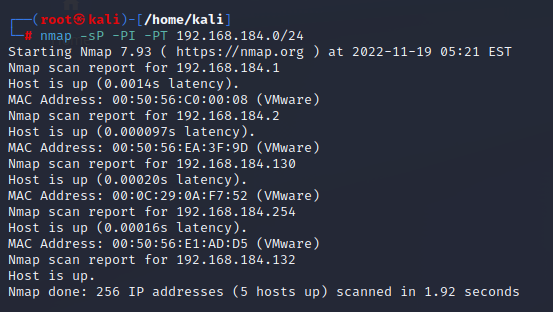 ┌──(root㉿kali)-[/home/kali]
└─# nmap -sP -PI -PT 192.168.184.0/24
Starting Nmap 7.93 ( https://nmap.org ) at 2022-11-19 05:21 EST
Nmap scan report for 192.168.184.1
Host is up (0.0014s latency).
MAC Address: 00:50:56:C0:00:08 (VMware)
Nmap scan report for 192.168.184.2
Host is up (0.000097s latency).
MAC Address: 00:50:56:EA:3F:9D (VMware)
Nmap scan report for 192.168.184.130
Host is up (0.00020s latency).
MAC Address: 00:0C:29:0A:F7:52 (VMware)
Nmap scan report for 192.168.184.254
Host is up (0.00016s latency).
MAC Address: 00:50:56:E1:AD:D5 (VMware)
Nmap scan report for 192.168.184.132
Host is up.
Nmap done: 256 IP addresses (5 hosts up) scanned in 1.92 seconds